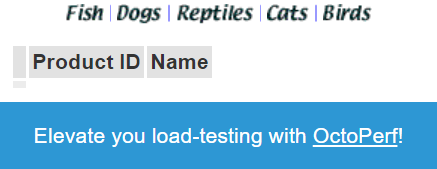 Fish | Dogs | Reptiles | Cats | Birds
Product ID Name
Elevate you load-testing with OctoPerf!